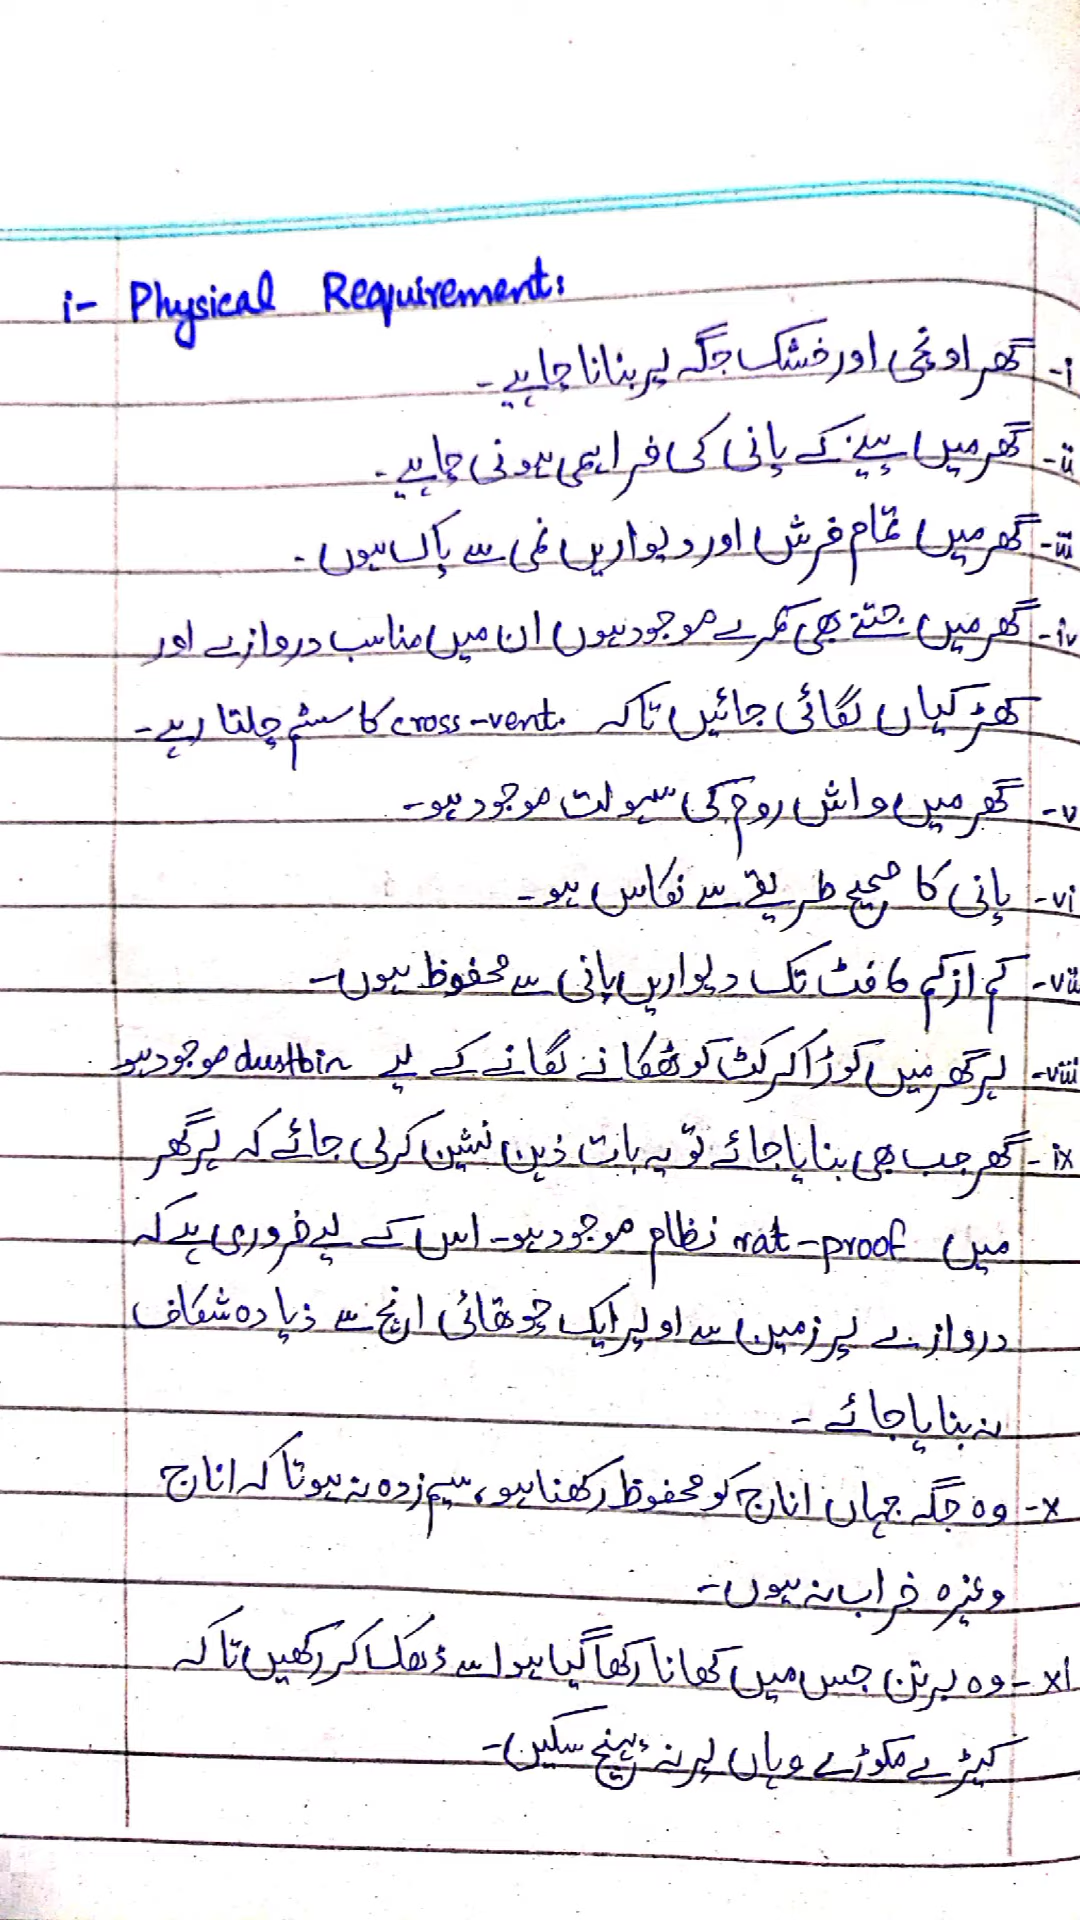 i- Physical Requirement:
i- گھر اونچی اور خشک جگہ پر بنانا چاہیے۔
ii- گھر میں پینے کے پانی کی فراہمی ہونی چاہیے۔
iii- گھر میں تمام فرش اور دیواریں نمی سے پاک ہوں۔
iv- گھر میں جتنے بھی کمرے موجود ہوں ان میں مناسب دروازے اور
کھڑکیاں لگائی جائیں تاکہ cross-vent. کا سسٹم چلتا رہے۔
v- گھر میں واش روم کی سہولت موجود ہو۔
vi- پانی کا صحیح طریقے سے نکاس ہو۔
vii- کم از کم 6 فٹ تک دیواریں پانی سے محفوظ ہوں۔
viii- ہر گھر میں کوڑا کرکٹ کو ٹھکانے لگانے کے لیے dustbin موجود ہو
ix- گھر جب بھی بنایا جائے تو یہ بات ذہن نشین کر لی جائے کہ ہر گھر
میں rat-proof نظام موجود ہو۔ اس کے لیے ضروری ہے کہ
دروازے پر زمین سے اوپر ایک چوتھائی انچ سے زیادہ شگاف
نہ بنایا جائے۔
x- وہ جگہ جہاں اناج کو محفوظ رکھنا ہو، سیم زدہ نہ ہو تاکہ اناج
وغیرہ خراب نہ ہوں۔
xi- وہ برتن جس میں کھانا رکھا گیا ہو اسے ڈھک کر رکھیں تاکہ
کیڑے مکوڑے وہاں پر نہ پہنچ سکیں۔